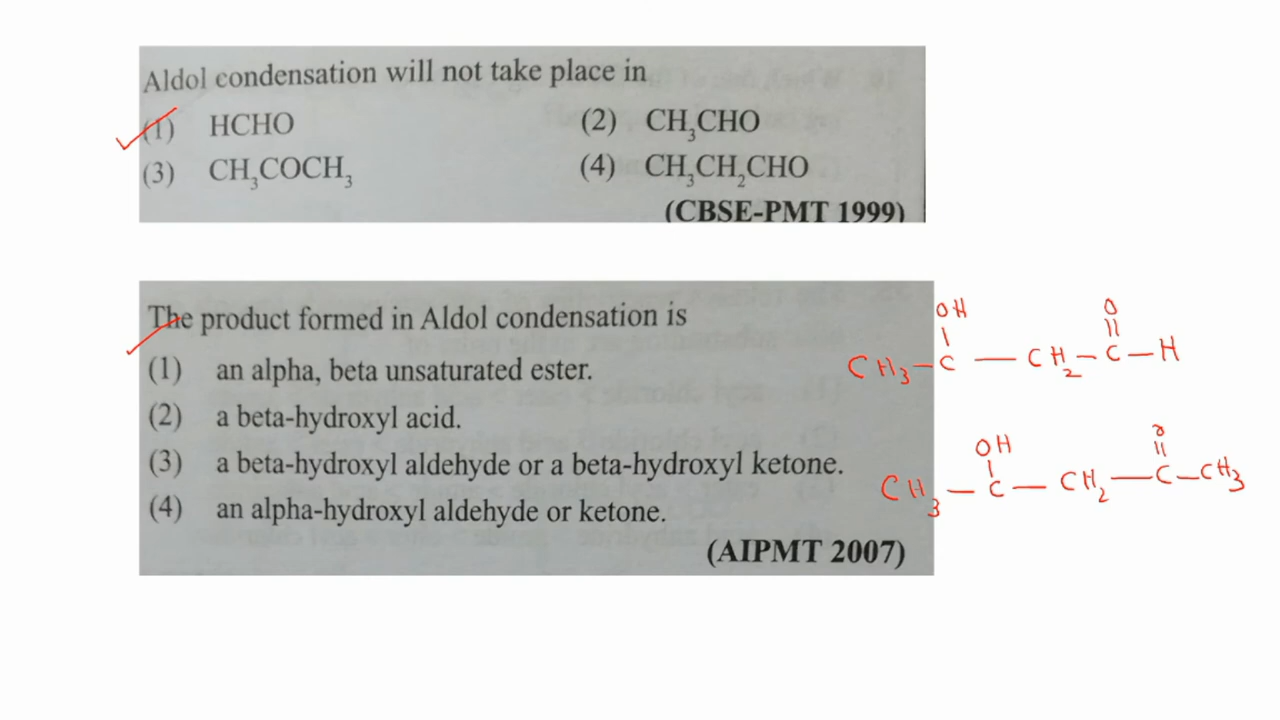 Aldol condensation will not take place in
(1) HCHO (2) CH₃CHO
(3) CH₃COCH₃ (4) CH₃CH₂CHO
(CBSE-PMT 1999)
The product formed in Aldol condensation is
(1) an alpha, beta unsaturated ester.
(2) a beta-hydroxyl acid.
(3) a beta-hydroxyl aldehyde or a beta-hydroxyl ketone.
(4) an alpha-hydroxyl aldehyde or ketone.
(AIPMT 2007)
OH O
CH₃–C — CH₂–C–H
OH O
CH₃ — C — CH₂ — C–CH₃